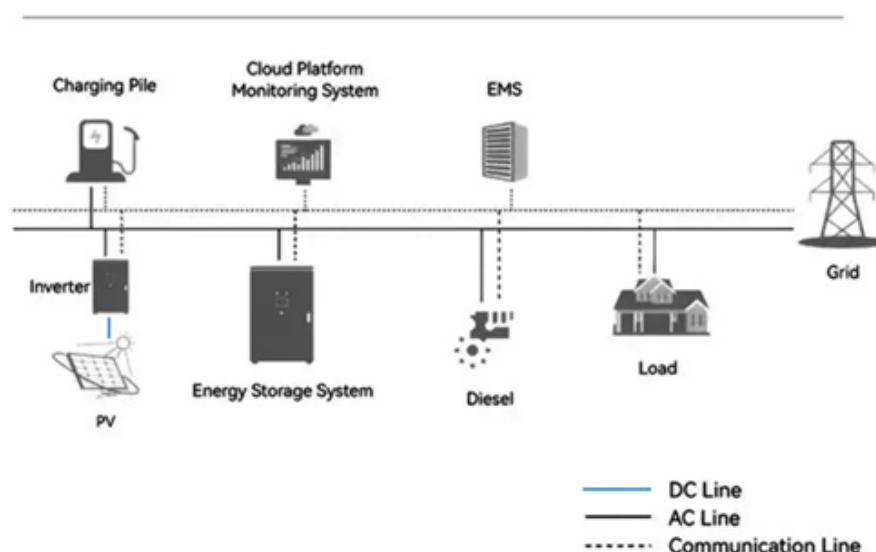 Charging Pile
Cloud Platform
Monitoring System
EMS
Inverter
Grid
Energy Storage System
Diesel
Load
PV
DC Line
AC Line
Communication Line